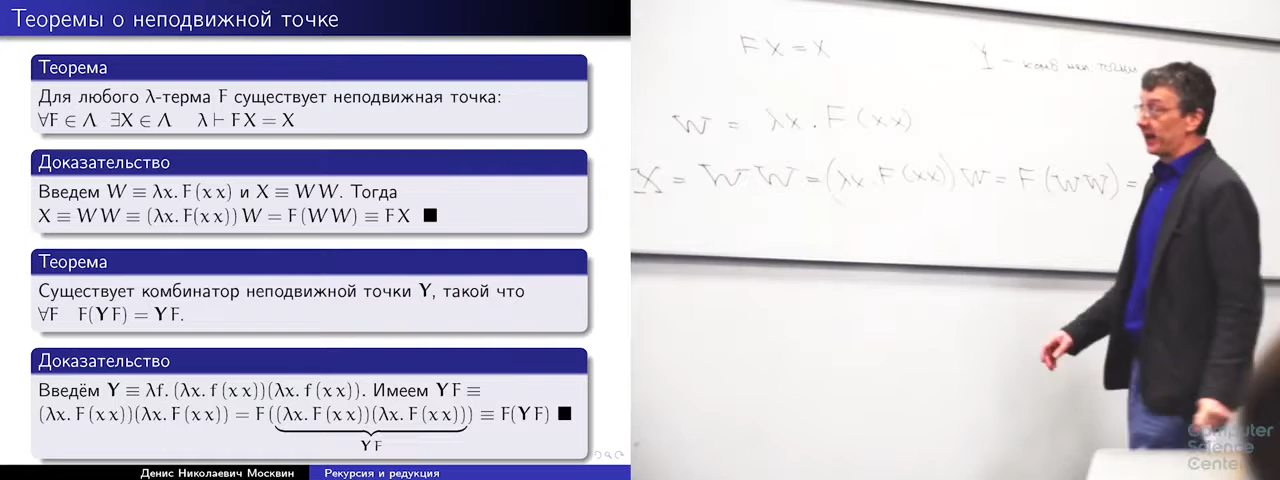 Теоремы о неподвижной точке
Теорема
Для любого λ-терма F существует неподвижная точка:
∀F ∈ Λ ∃X ∈ Λ λ ⊢ F X = X
Доказательство
Введем W ≡ λx. F (x x) и X ≡ W W. Тогда
X ≡ W W ≡ (λx. F(x x)) W = F (W W) ≡ F X ■
Теорема
Существует комбинатор неподвижной точки Y, такой что
∀F F(Y F) = Y F.
Доказательство
Введём Y ≡ λf. (λx. f (x x))(λx. f (x x)). Имеем Y F ≡
(λx. F (x x))(λx. F (x x)) = F ((λx. F (x x))(λx. F (x x))) ≡ F(Y F) ■
Y F
Денис Николаевич Москвин
Рекурсия и редукция
F X = X
Y – комб неп точки
W = λx. F (xx)
X = W W = (λx. F (xx)) W = F (W W) =
Computer
Science
Center